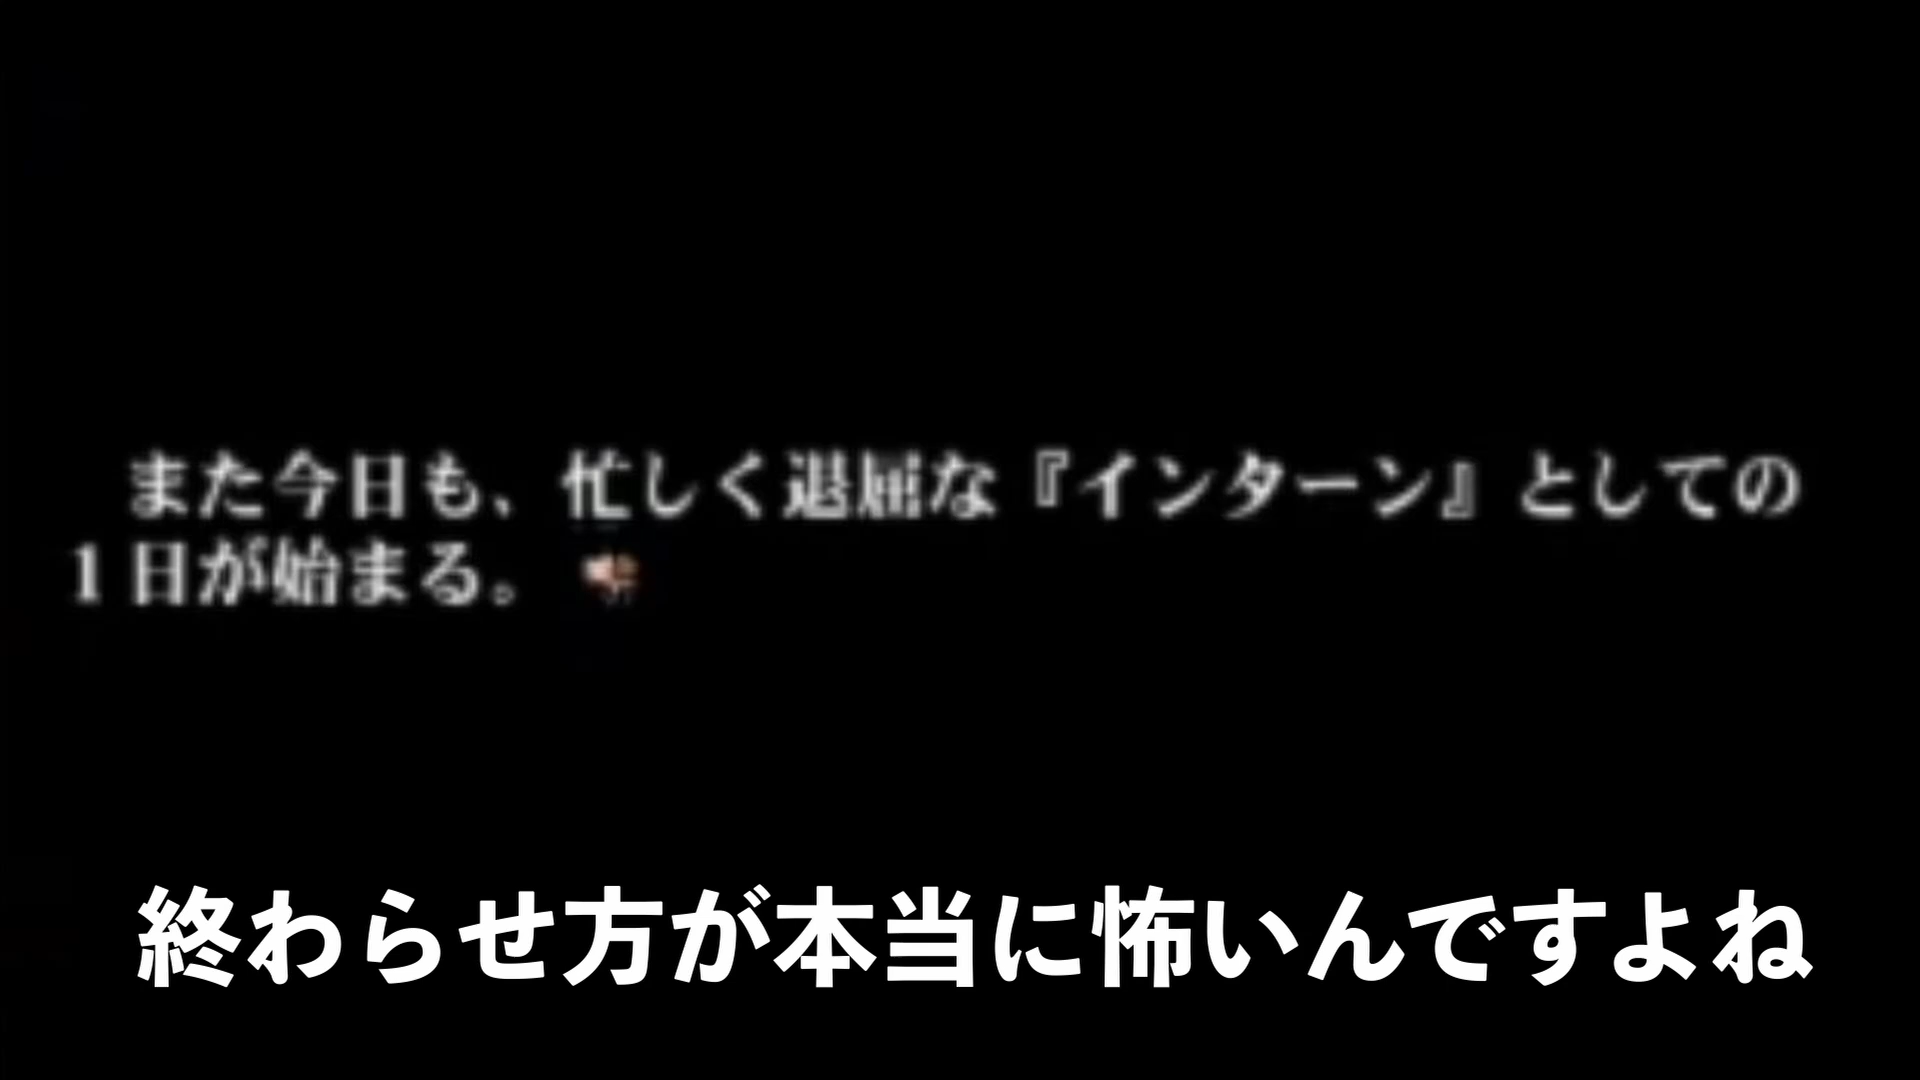 また今日も、忙しく退屈な『インターン』としての
１日が始まる。
終わらせ方が本当に怖いんですよね